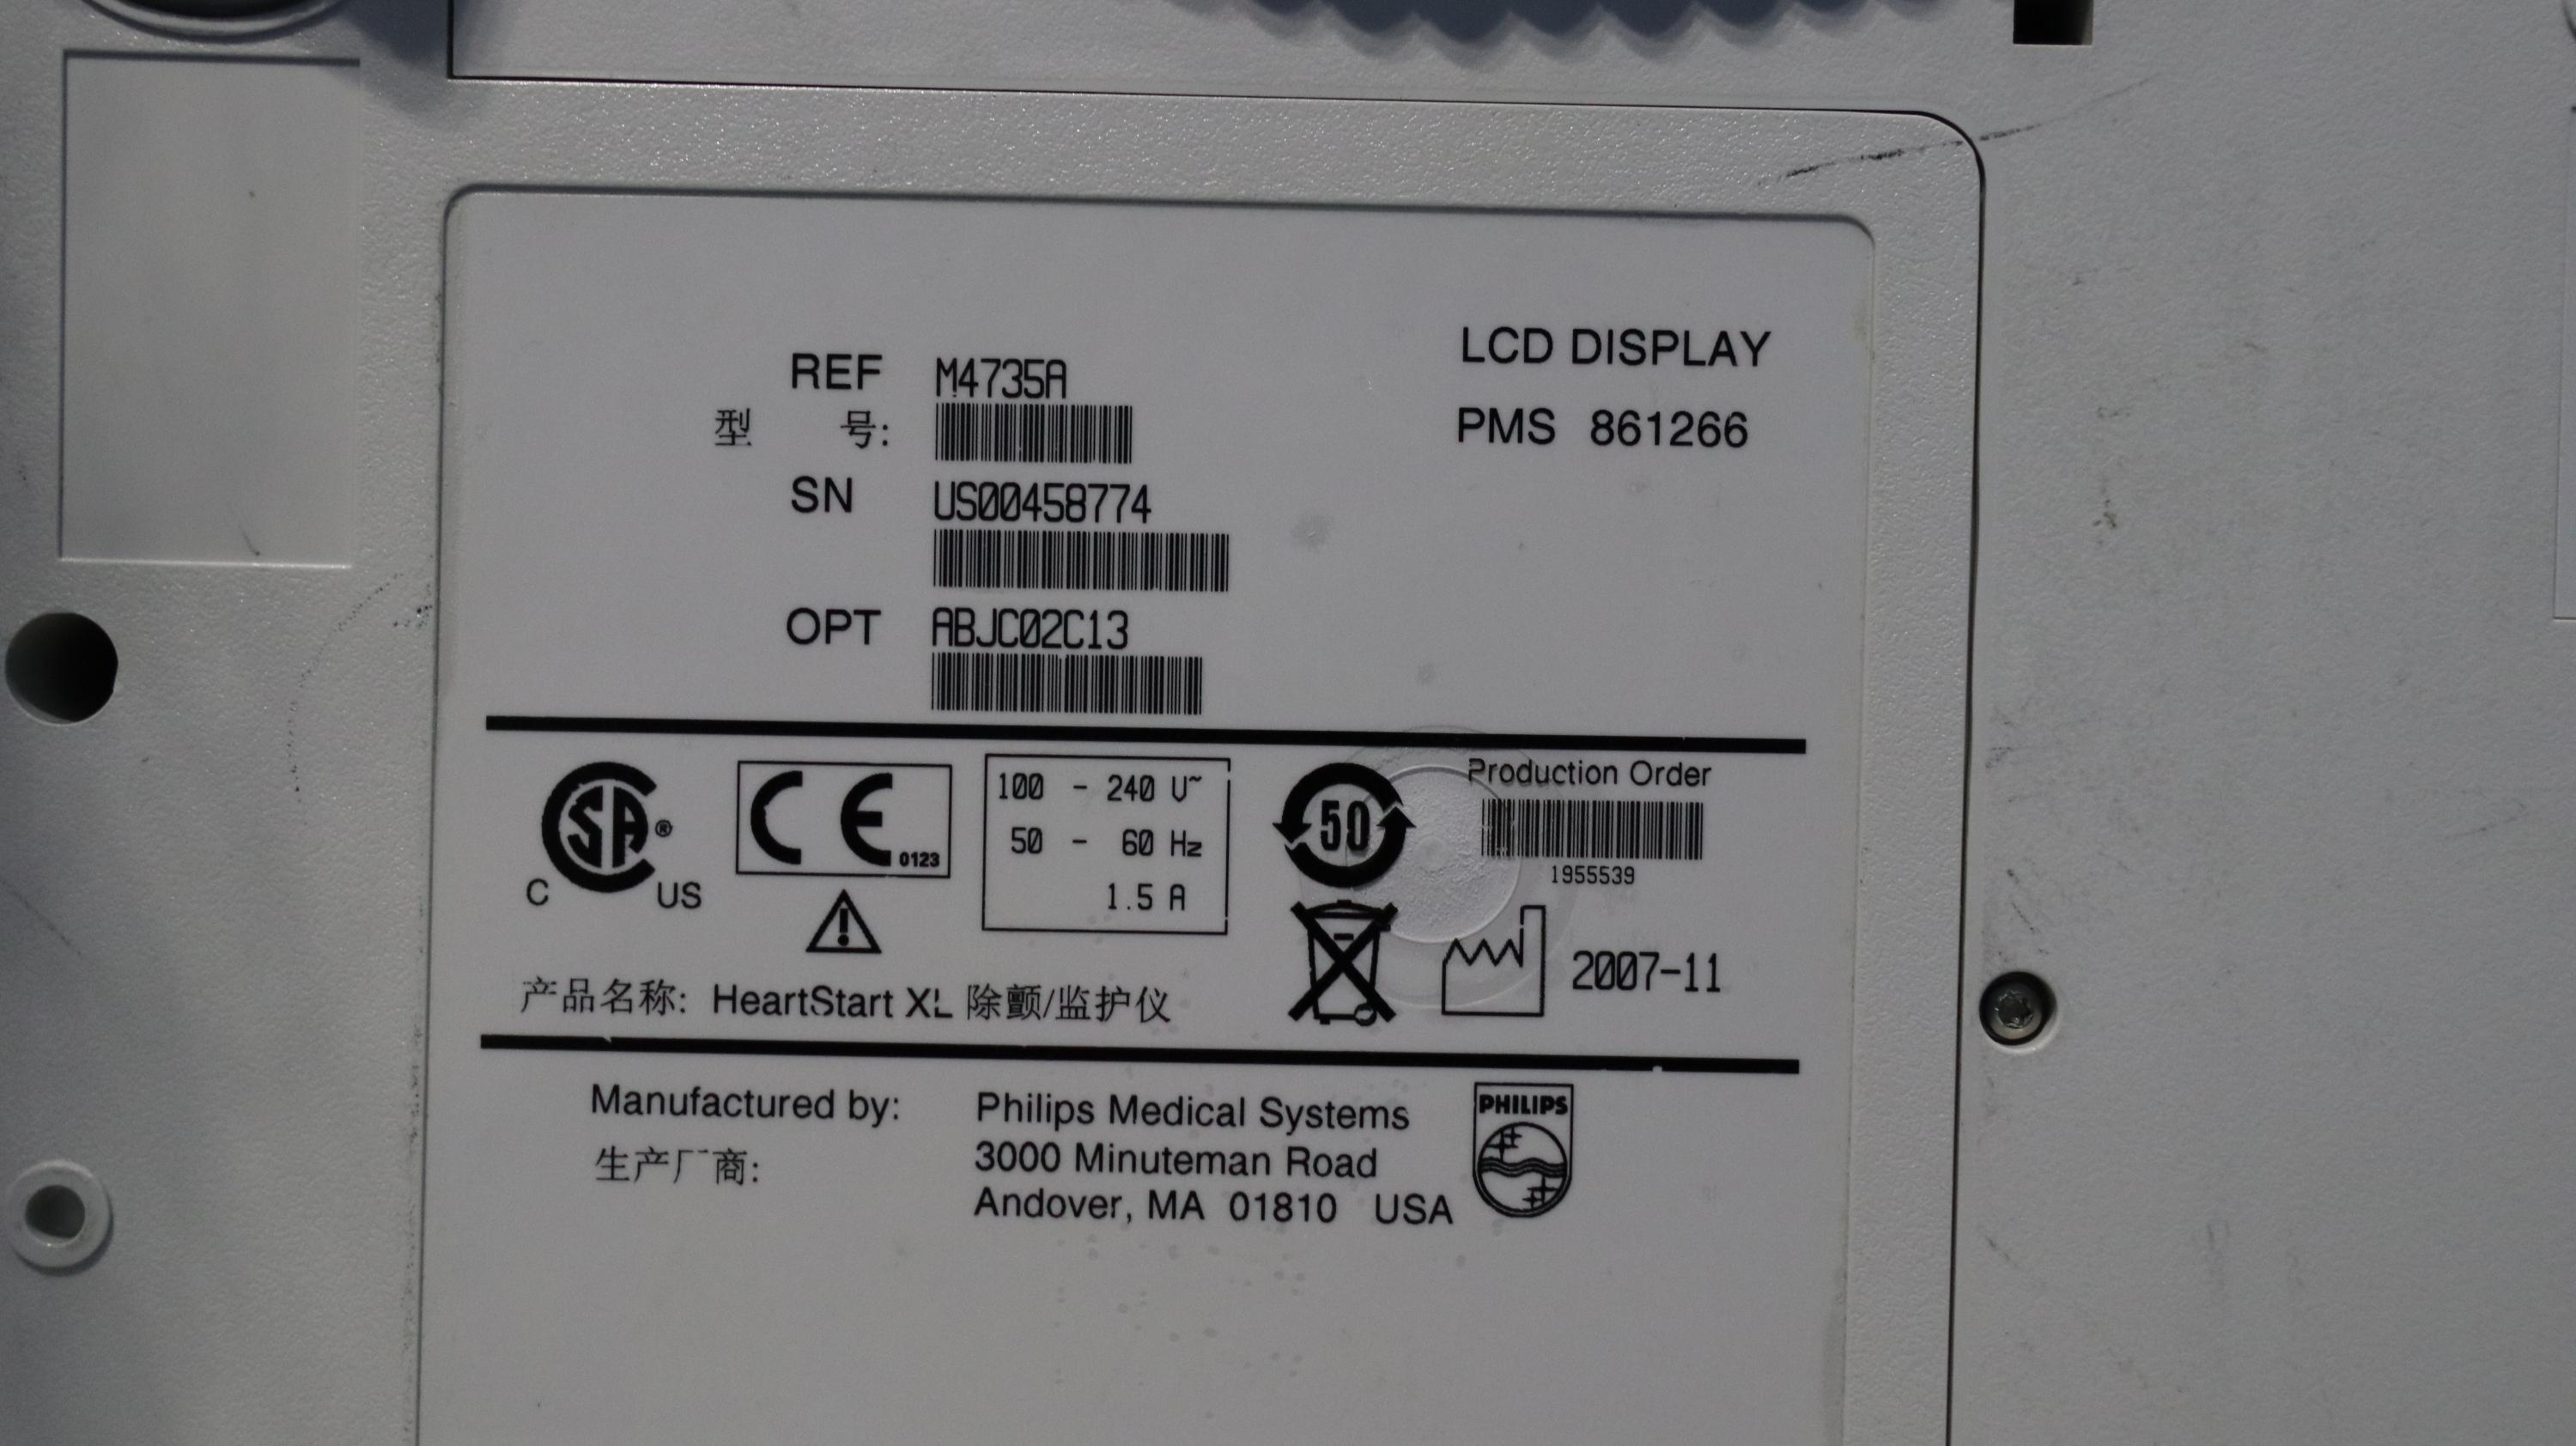 REF M4735A
型 号:
SN US00458774
OPT ABJC02C13
LCD DISPLAY
PMS 861266
SA®
C US
CE 0123
100 - 240 V~
50 - 60 Hz
1.5 A
50
Production Order
1955539
2007-11
产品名称: HeartStart XL 除颤/监护仪
Manufactured by: Philips Medical Systems
生产厂商: 3000 Minuteman Road
Andover, MA 01810 USA
PHILIPS